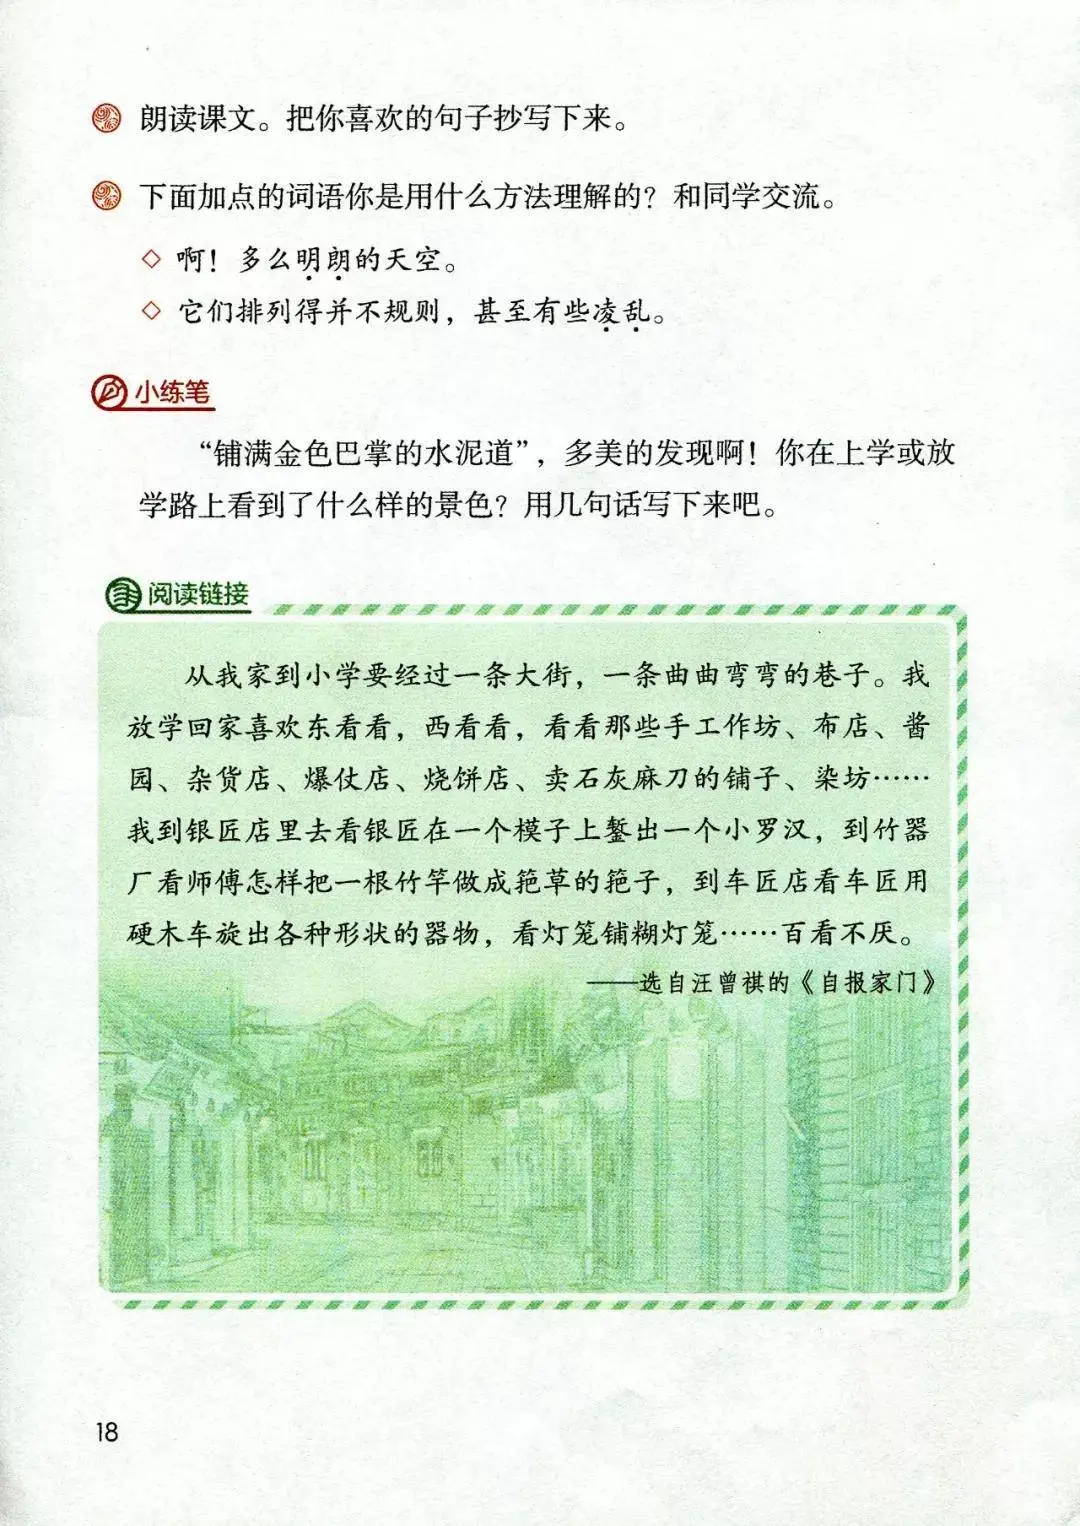 朗读课文。把你喜欢的句子抄写下来。
下面加点的词语你是用什么方法理解的？和同学交流。
◇ 啊！多么明朗的天空。
◇ 它们排列得并不规则，甚至有些凌乱。
小练笔
“铺满金色巴掌的水泥道”，多美的发现啊！你在上学或放
学路上看到了什么样的景色？用几句话写下来吧。
阅读链接
从我家到小学要经过一条大街，一条曲曲弯弯的巷子。我
放学回家喜欢东看看，西看看，看看那些手工作坊、布店、酱
园、杂货店、爆仗店、烧饼店、卖石灰麻刀的铺子、染坊……
我到银匠店里去看银匠在一个模子上錾出一个小罗汉，到竹器
厂看师傅怎样把一根竹竿做成筢草的筢子，到车匠店看车匠用
硬木车旋出各种形状的器物，看灯笼铺糊灯笼……百看不厌。
——选自汪曾祺的《自报家门》
18